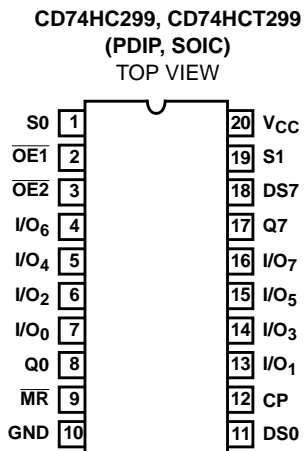 CD74HC299, CD74HCT299
(PDIP, SOIC)
TOP VIEW
S0 1 20 VCC
OE1 2 19 S1
OE2 3 18 DS7
I/O6 4 17 Q7
I/O4 5 16 I/O7
I/O2 6 15 I/O5
I/O0 7 14 I/O3
Q0 8 13 I/O1
MR 9 12 CP
GND 10 11 DS0